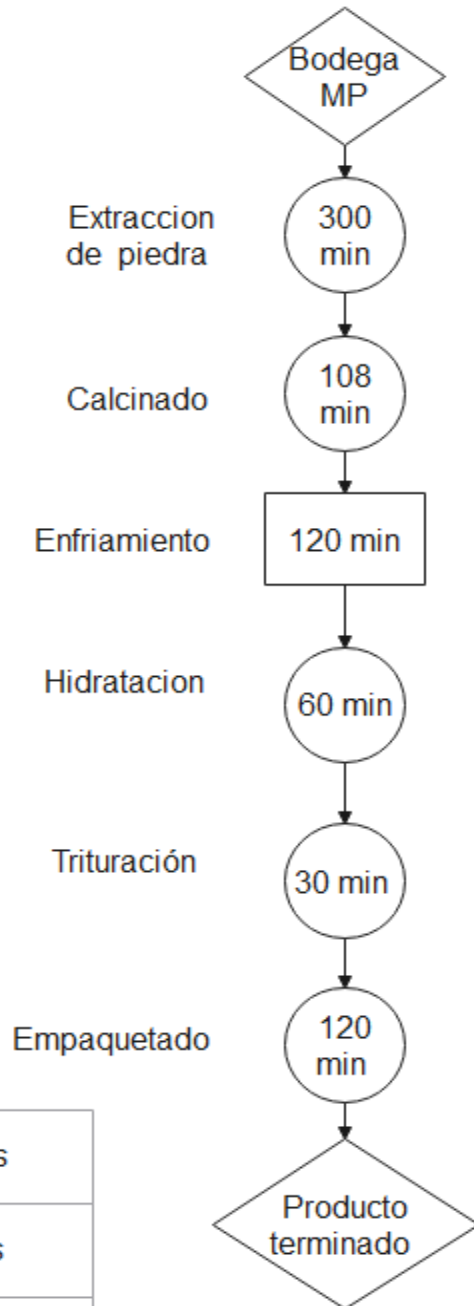 Bodega
MP
Extraccion
de piedra
300
min
Calcinado
108
min
Enfriamiento
120 min
Hidratacion
60 min
Trituración
30 min
Empaquetado
120
min
Producto
terminado